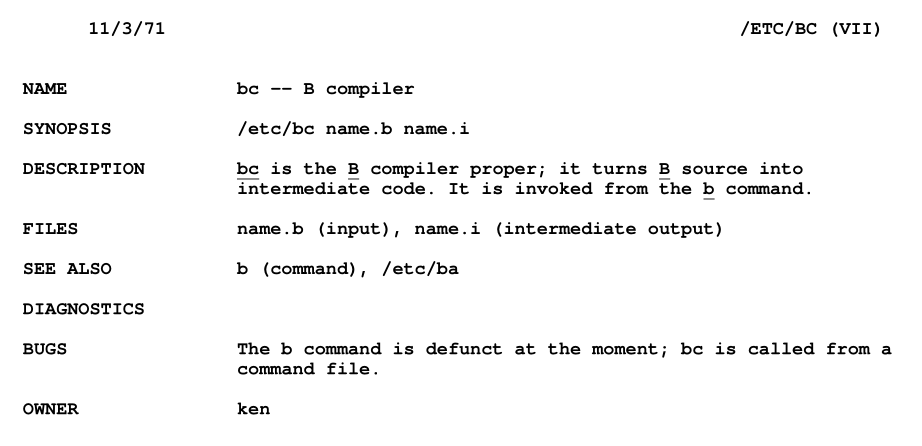 11/3/71 /ETC/BC (VII)
NAME bc -- B compiler
SYNOPSIS /etc/bc name.b name.i
DESCRIPTION bc is the B compiler proper; it turns B source into
intermediate code. It is invoked from the b command.
FILES name.b (input), name.i (intermediate output)
SEE ALSO b (command), /etc/ba
DIAGNOSTICS
BUGS The b command is defunct at the moment; bc is called from a
command file.
OWNER ken